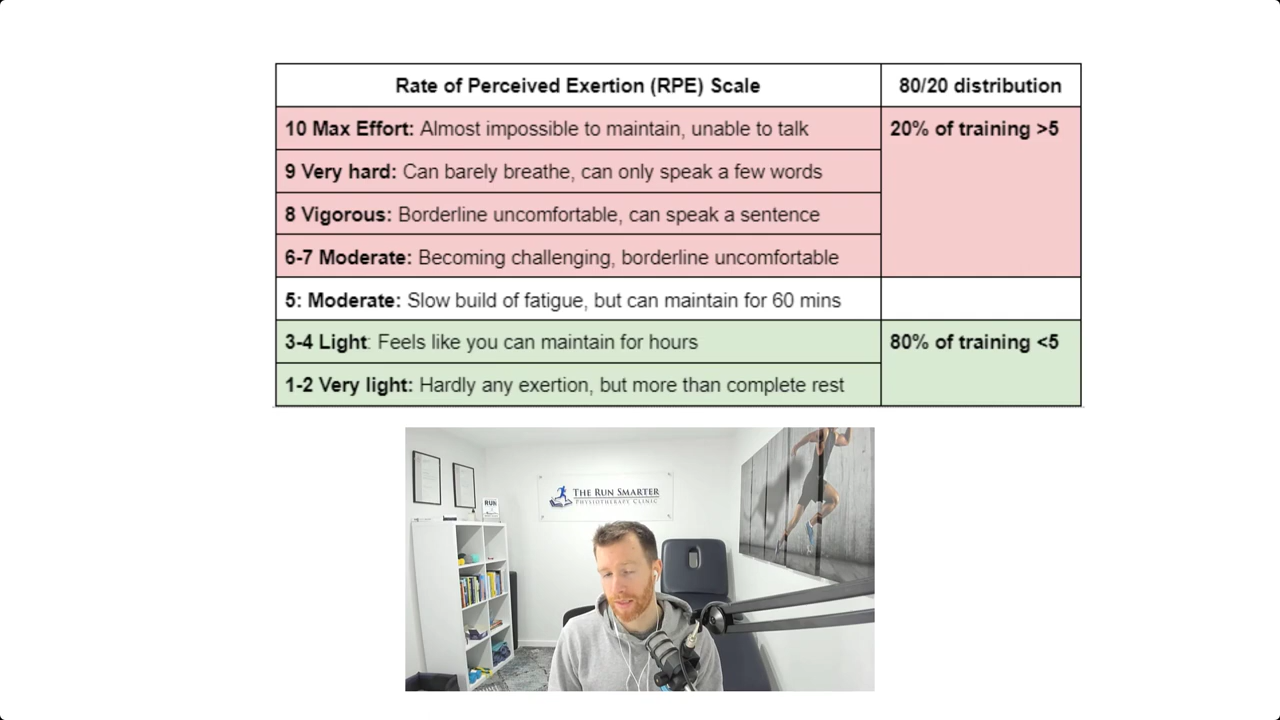 Rate of Perceived Exertion (RPE) Scale 80/20 distribution
10 Max Effort: Almost impossible to maintain, unable to talk 20% of training >5
9 Very hard: Can barely breathe, can only speak a few words
8 Vigorous: Borderline uncomfortable, can speak a sentence
6-7 Moderate: Becoming challenging, borderline uncomfortable
5: Moderate: Slow build of fatigue, but can maintain for 60 mins
3-4 Light: Feels like you can maintain for hours 80% of training <5
1-2 Very light: Hardly any exertion, but more than complete rest
THE RUN SMARTER
PHYSIOTHERAPY CLINIC
RUN